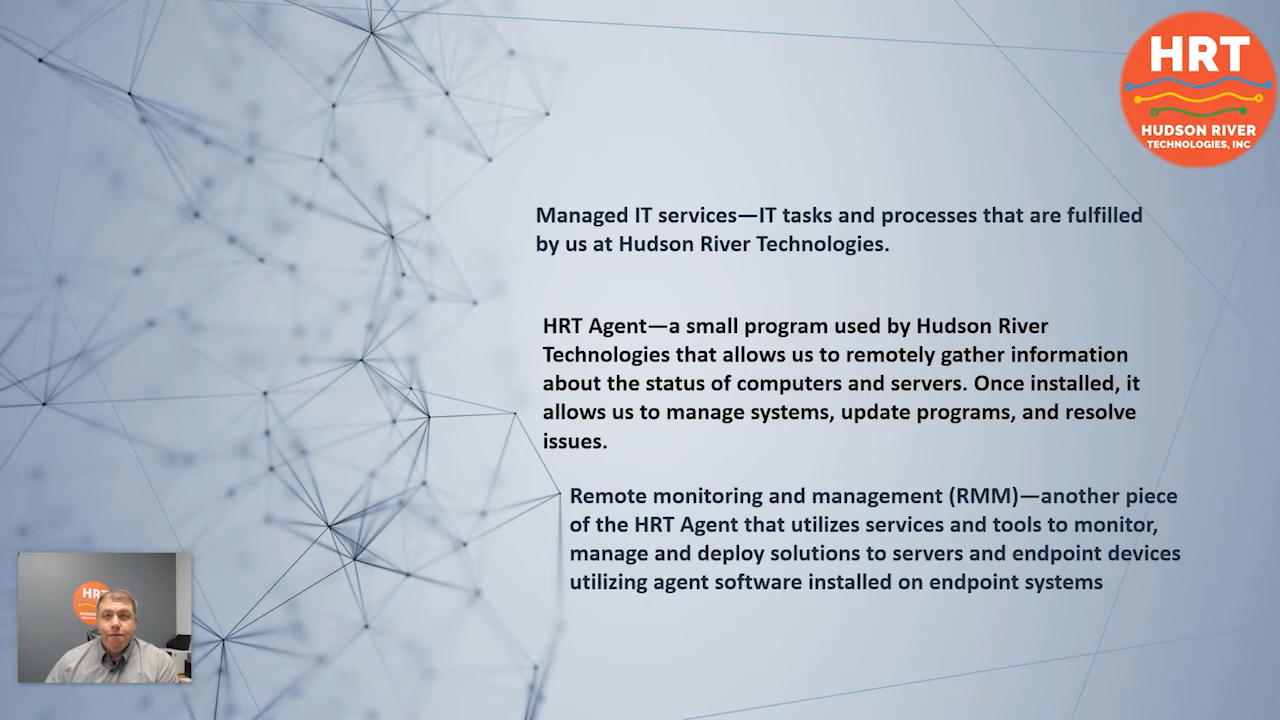 HRT
HUDSON RIVER
TECHNOLOGIES, INC
Managed IT services—IT tasks and processes that are fulfilled
by us at Hudson River Technologies.
HRT Agent—a small program used by Hudson River
Technologies that allows us to remotely gather information
about the status of computers and servers. Once installed, it
allows us to manage systems, update programs, and resolve
issues.
Remote monitoring and management (RMM)—another piece
of the HRT Agent that utilizes services and tools to monitor,
manage and deploy solutions to servers and endpoint devices
utilizing agent software installed on endpoint systems
HRT